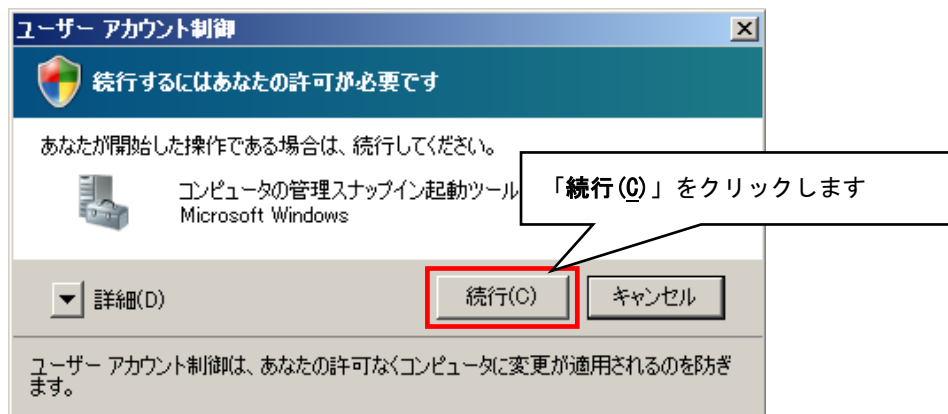 ユーザー アカウント制御
続行するにはあなたの許可が必要です
あなたが開始した操作である場合は、続行してください。
コンピュータの管理スナップイン起動ツール
Microsoft Windows
「続行(C)」をクリックします
詳細(D)
続行(C)
キャンセル
ユーザー アカウント制御は、あなたの許可なくコンピュータに変更が適用されるのを防ぎ
ます。